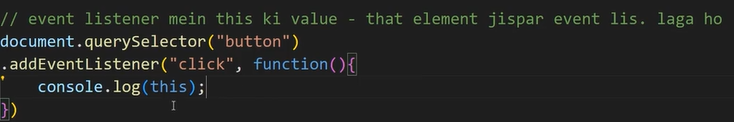 // event listener mein this ki value - that element jispar event lis. laga ho
document.querySelector("button")
.addEventListener("click", function(){
console.log(this);
})